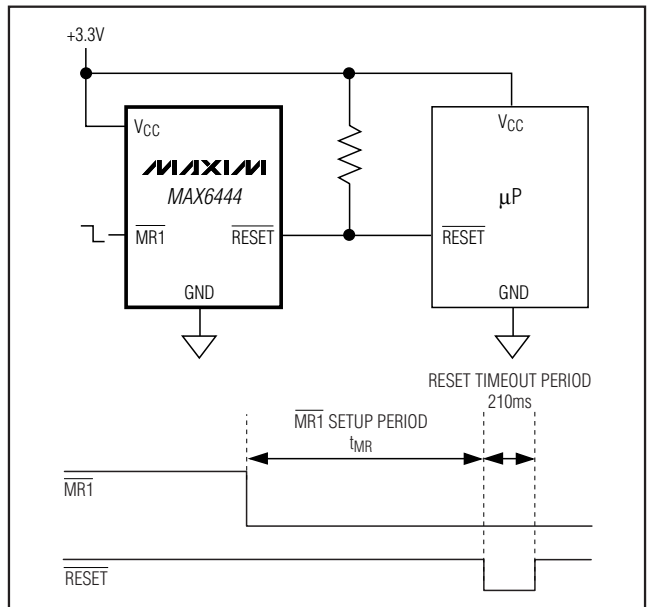 +3.3V
VCC
MAXIM
MAX6444
MR1
RESET
GND
VCC
µP
RESET
GND
RESET TIMEOUT PERIOD
210ms
MR1 SETUP PERIOD
tMR
MR1
RESET